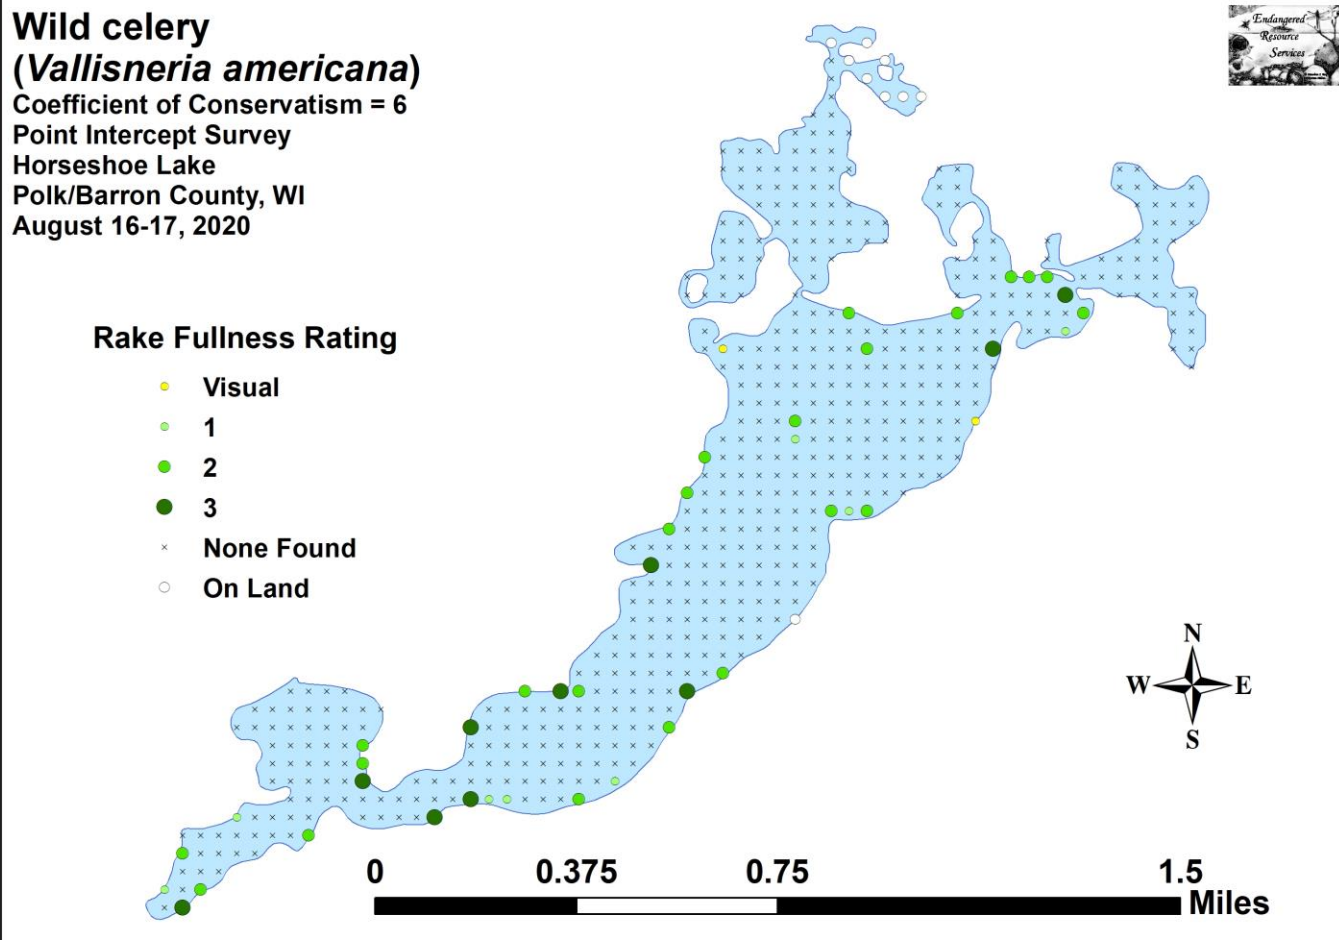 Wild celery
(Vallisneria americana)
Coefficient of Conservatism = 6
Point Intercept Survey
Horseshoe Lake
Polk/Barron County, WI
August 16-17, 2020
Endangered
Resource
Services
Rake Fullness Rating
Visual
1
2
3
None Found
On Land
N
W E
S
0 0.375 0.75 1.5
Miles